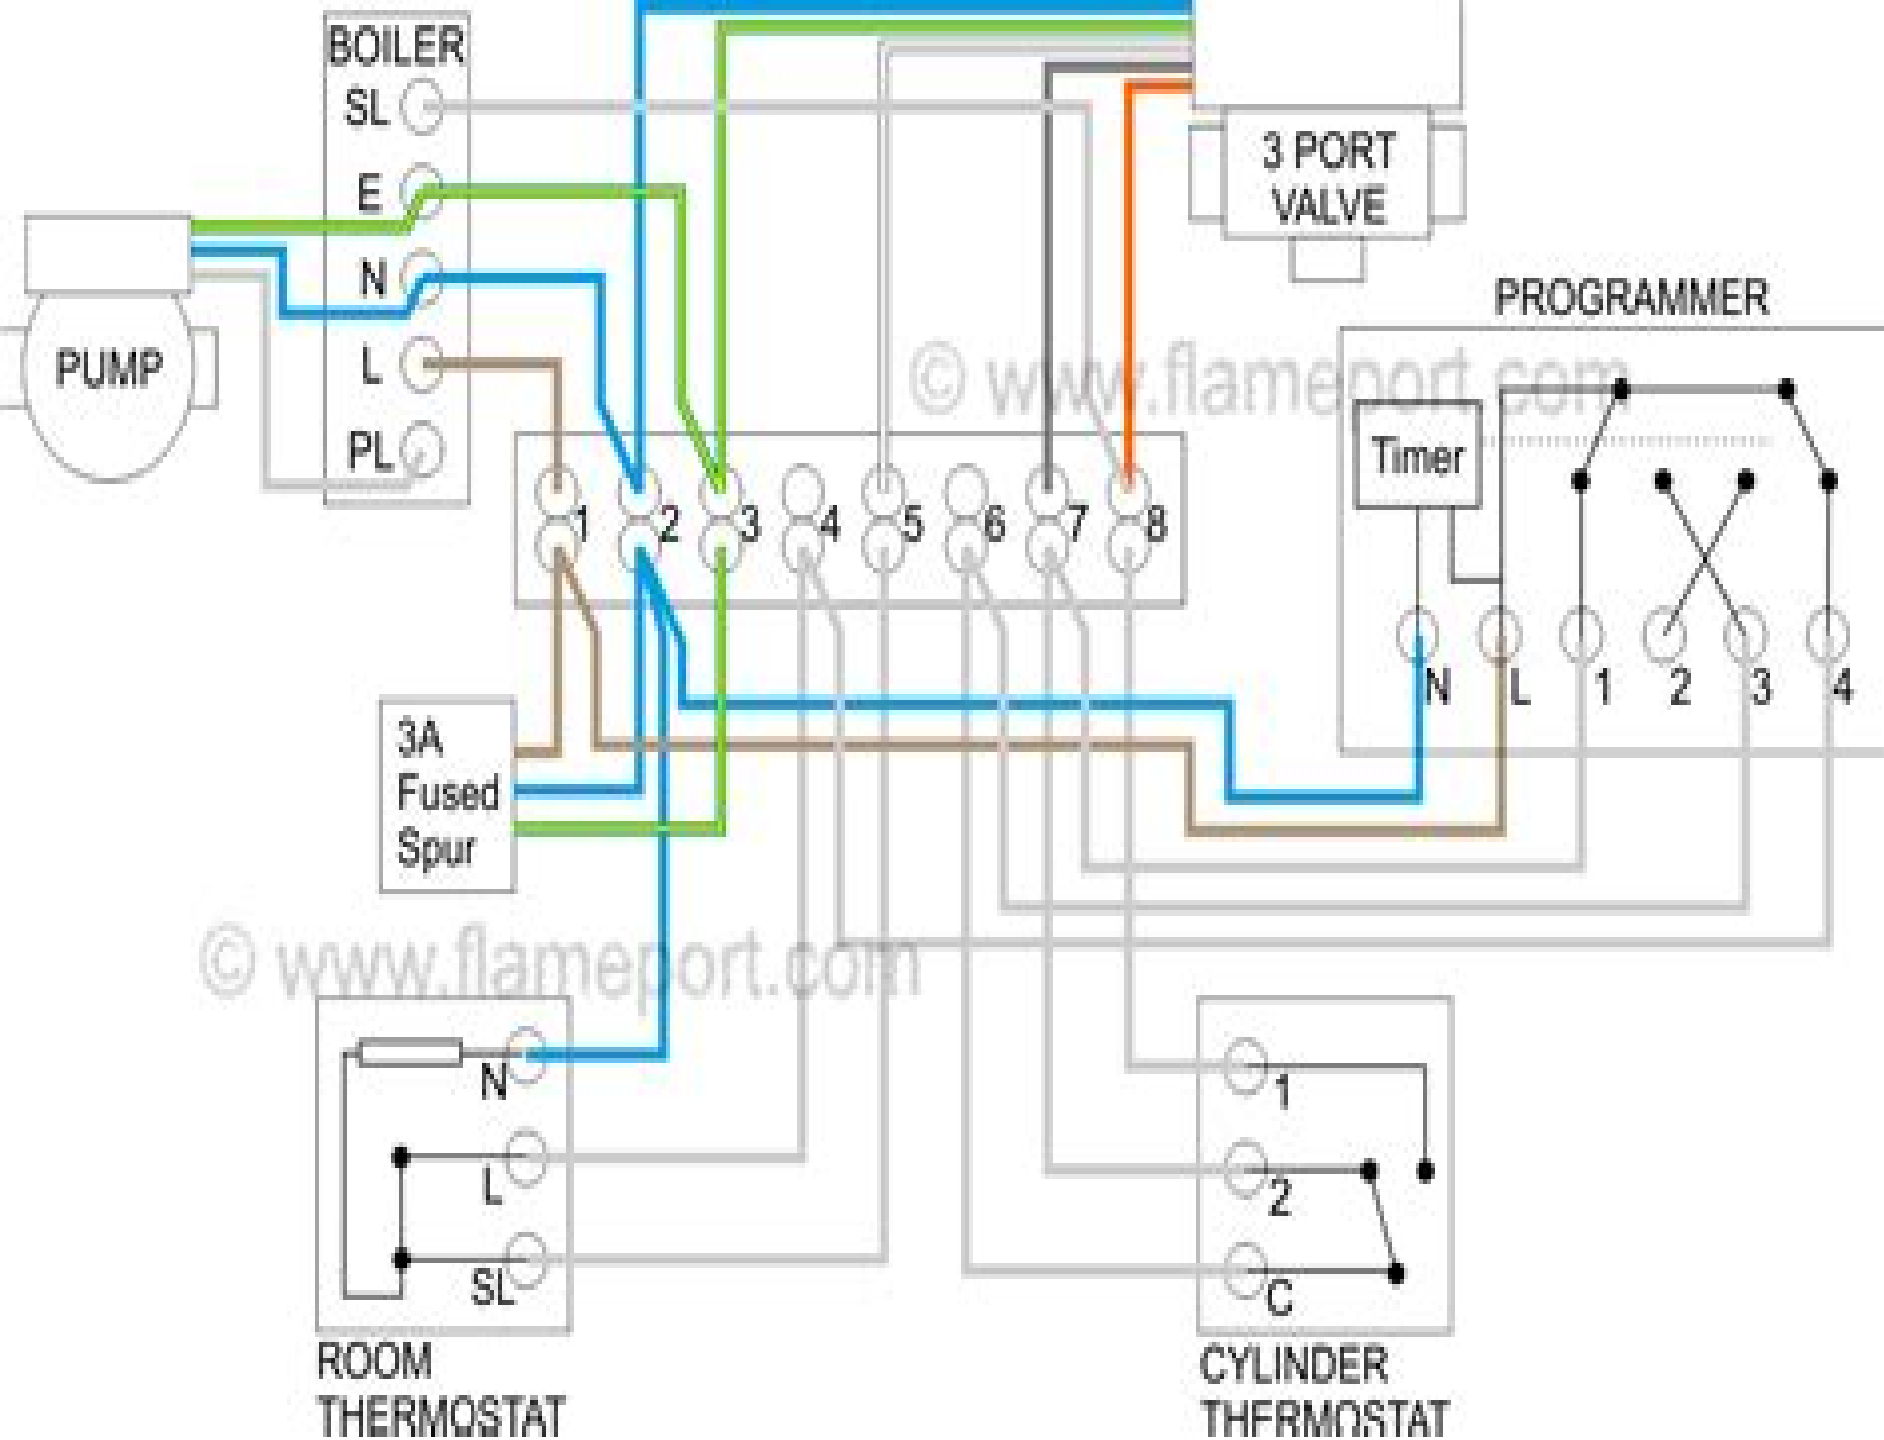 BOILER
SL
E
N
L
PL
PUMP
3 PORT
VALVE
PROGRAMMER
© www.flameport.com
Timer
1 2 3 4 5 6 7 8
N L 1 2 3 4
3A
Fused
Spur
© www.flameport.com
N
L
SL
ROOM
THERMOSTAT
1
2
C
CYLINDER
THERMOSTAT